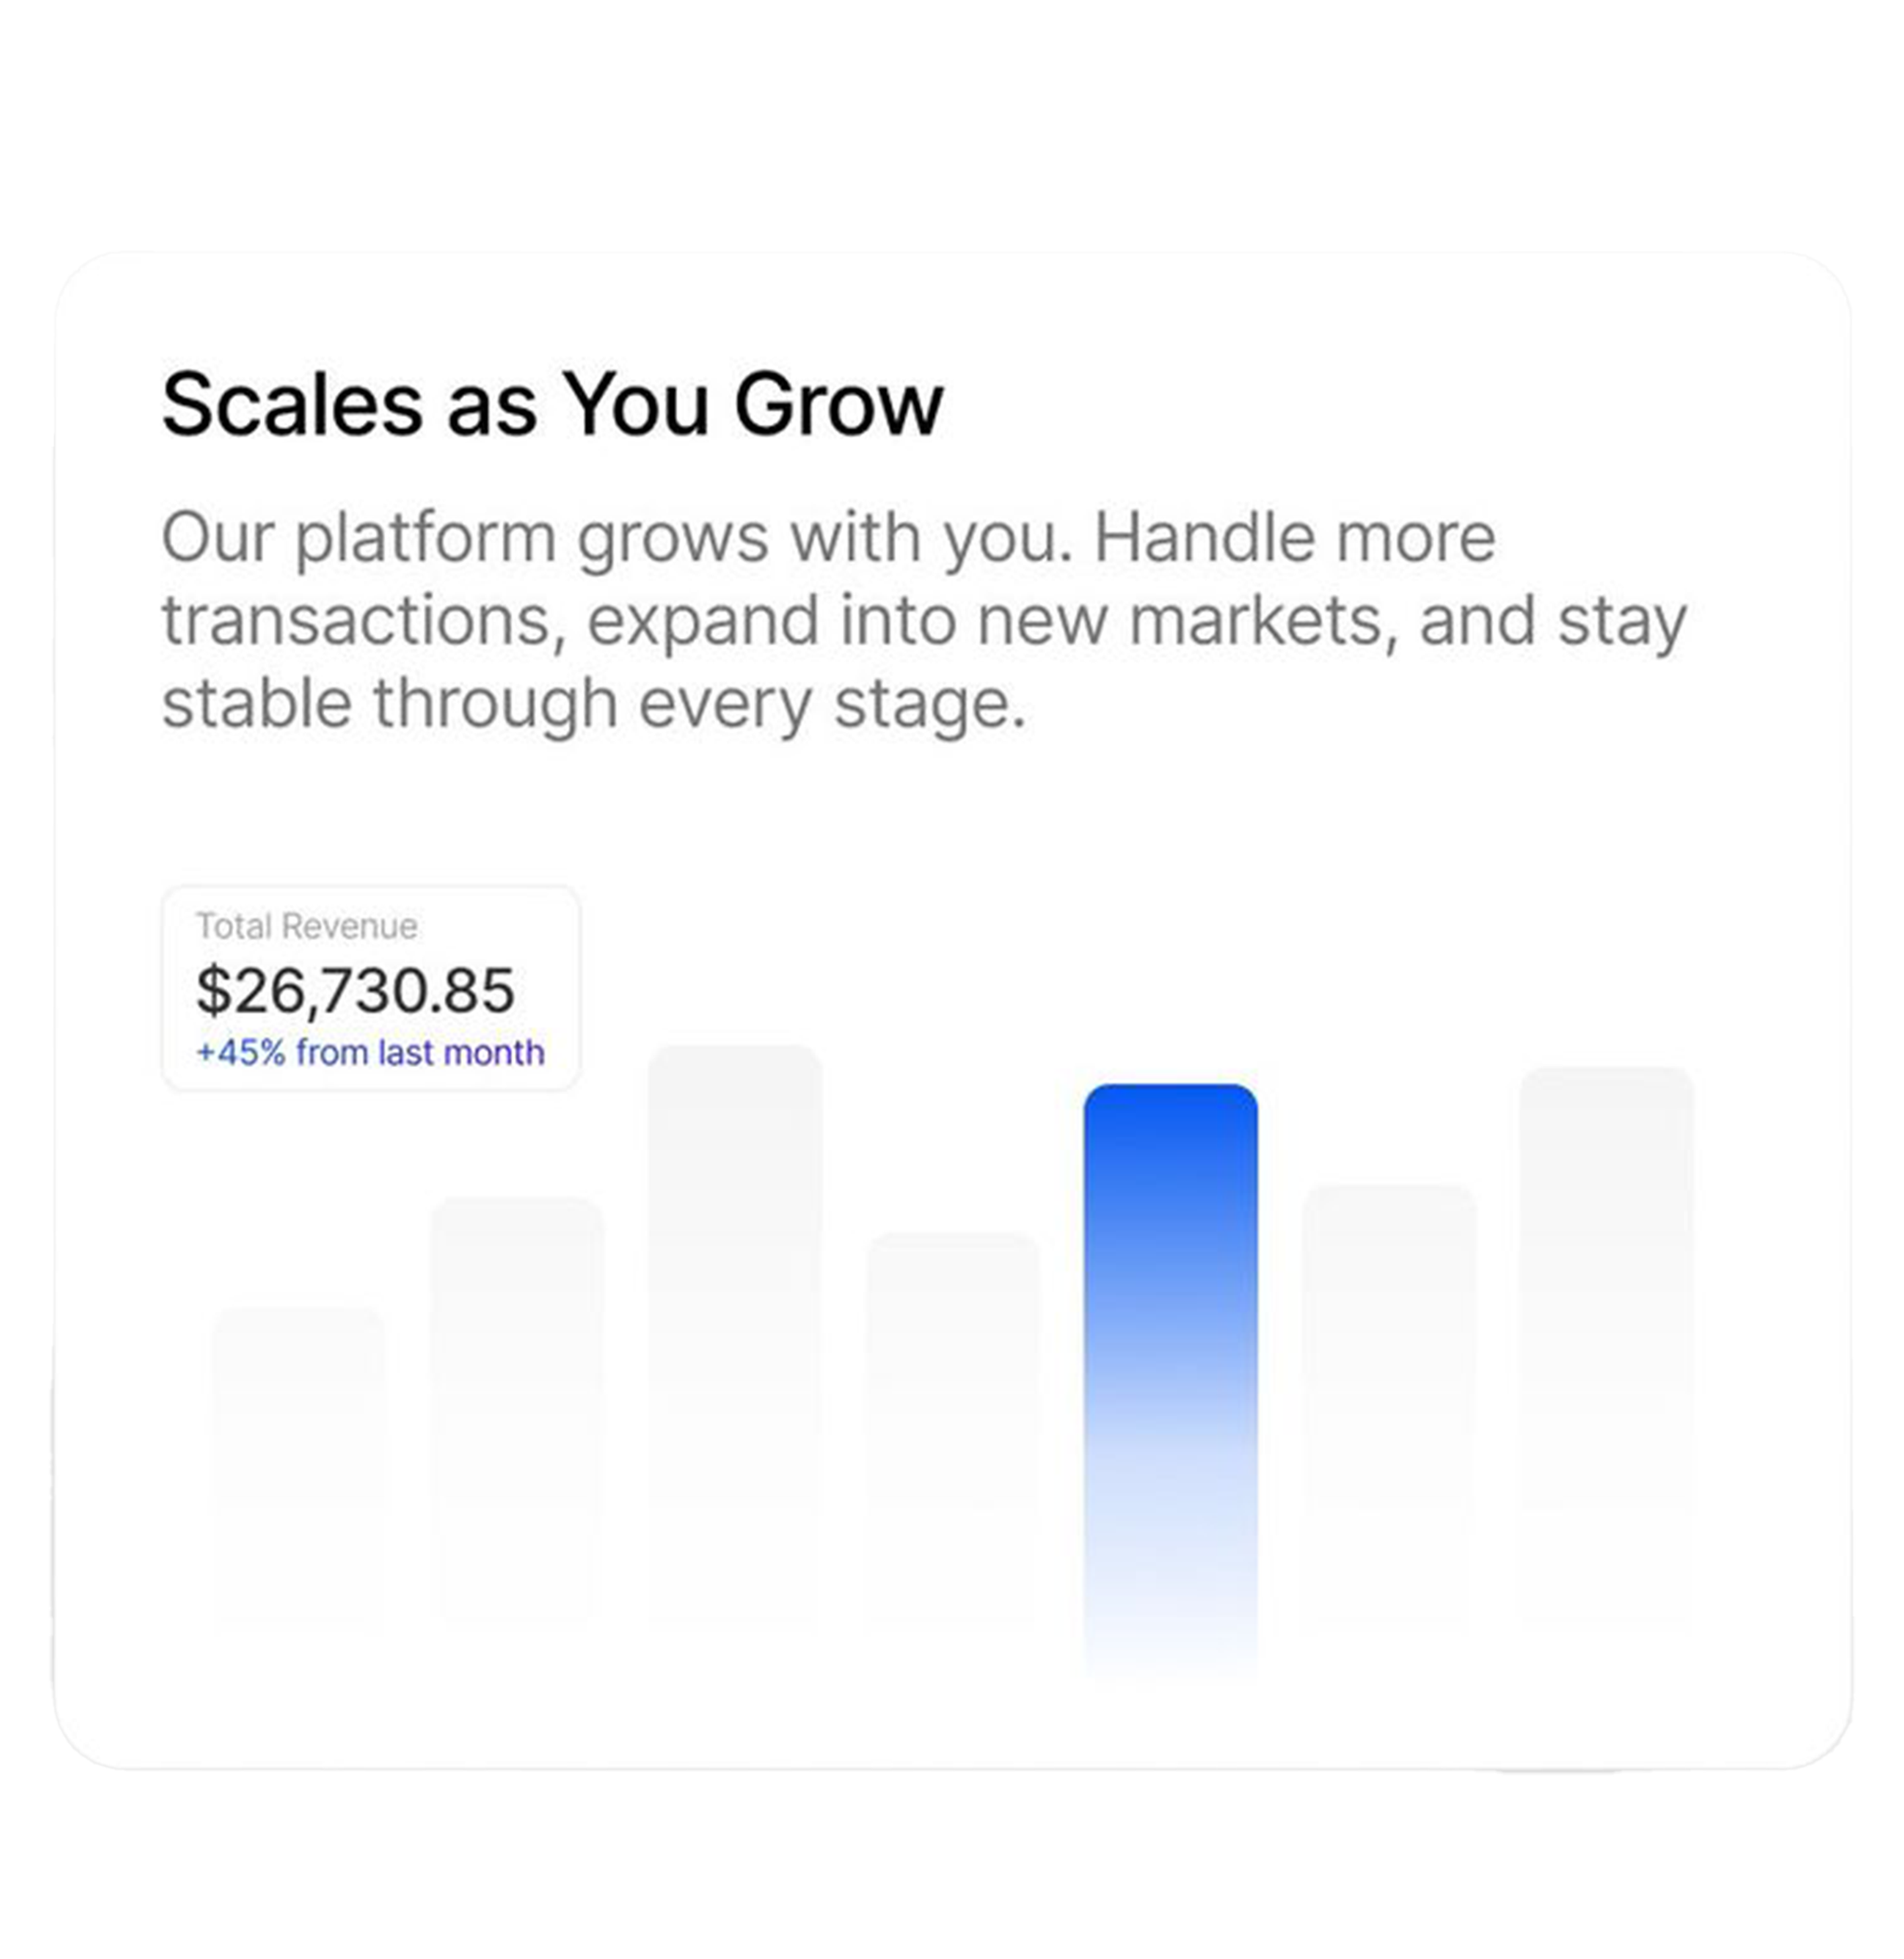 Scales as You Grow
Our platform grows with you. Handle more
transactions, expand into new markets, and stay
stable through every stage.
Total Revenue
$26,730.85
+45% from last month